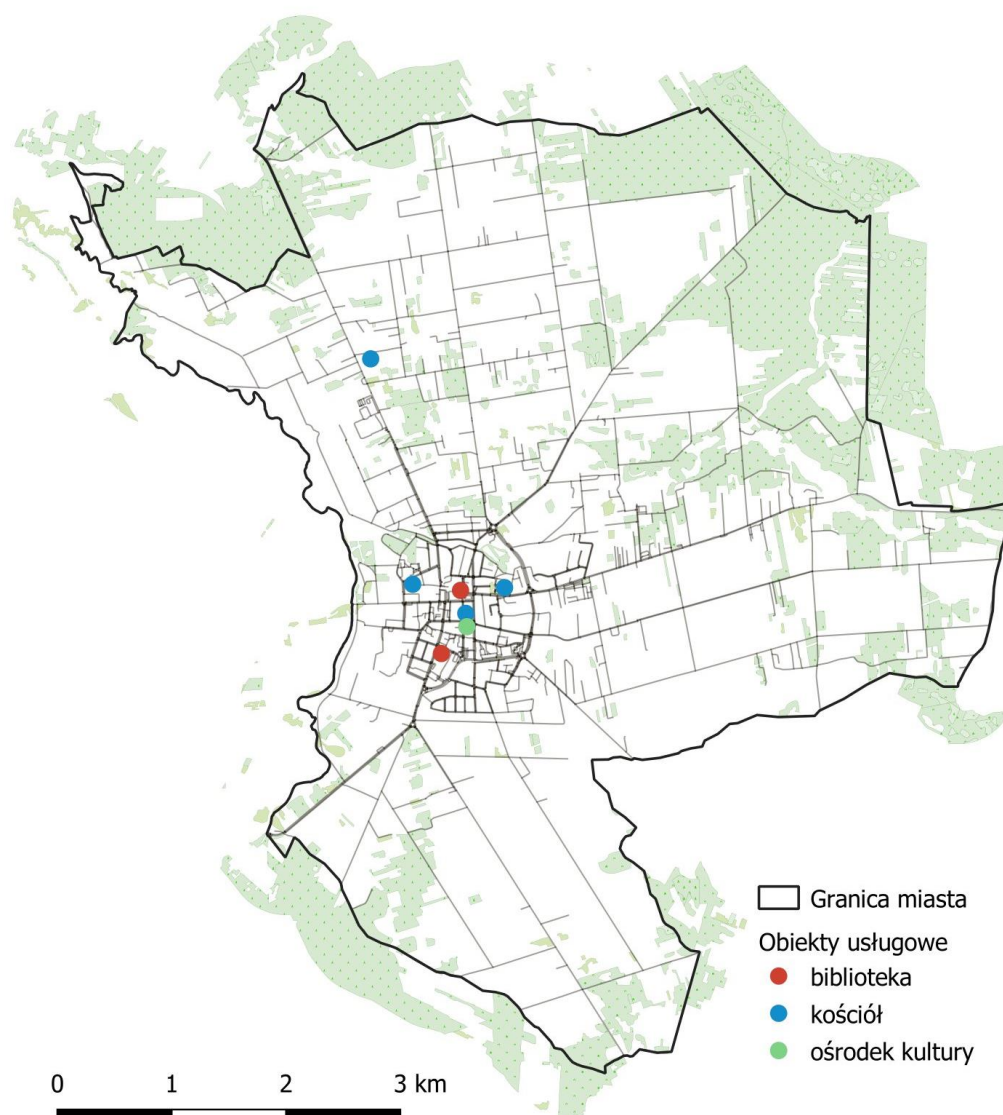 Granica miasta
Obiekty usługowe
biblioteka
kościół
ośrodek kultury
0 1 2 3 km